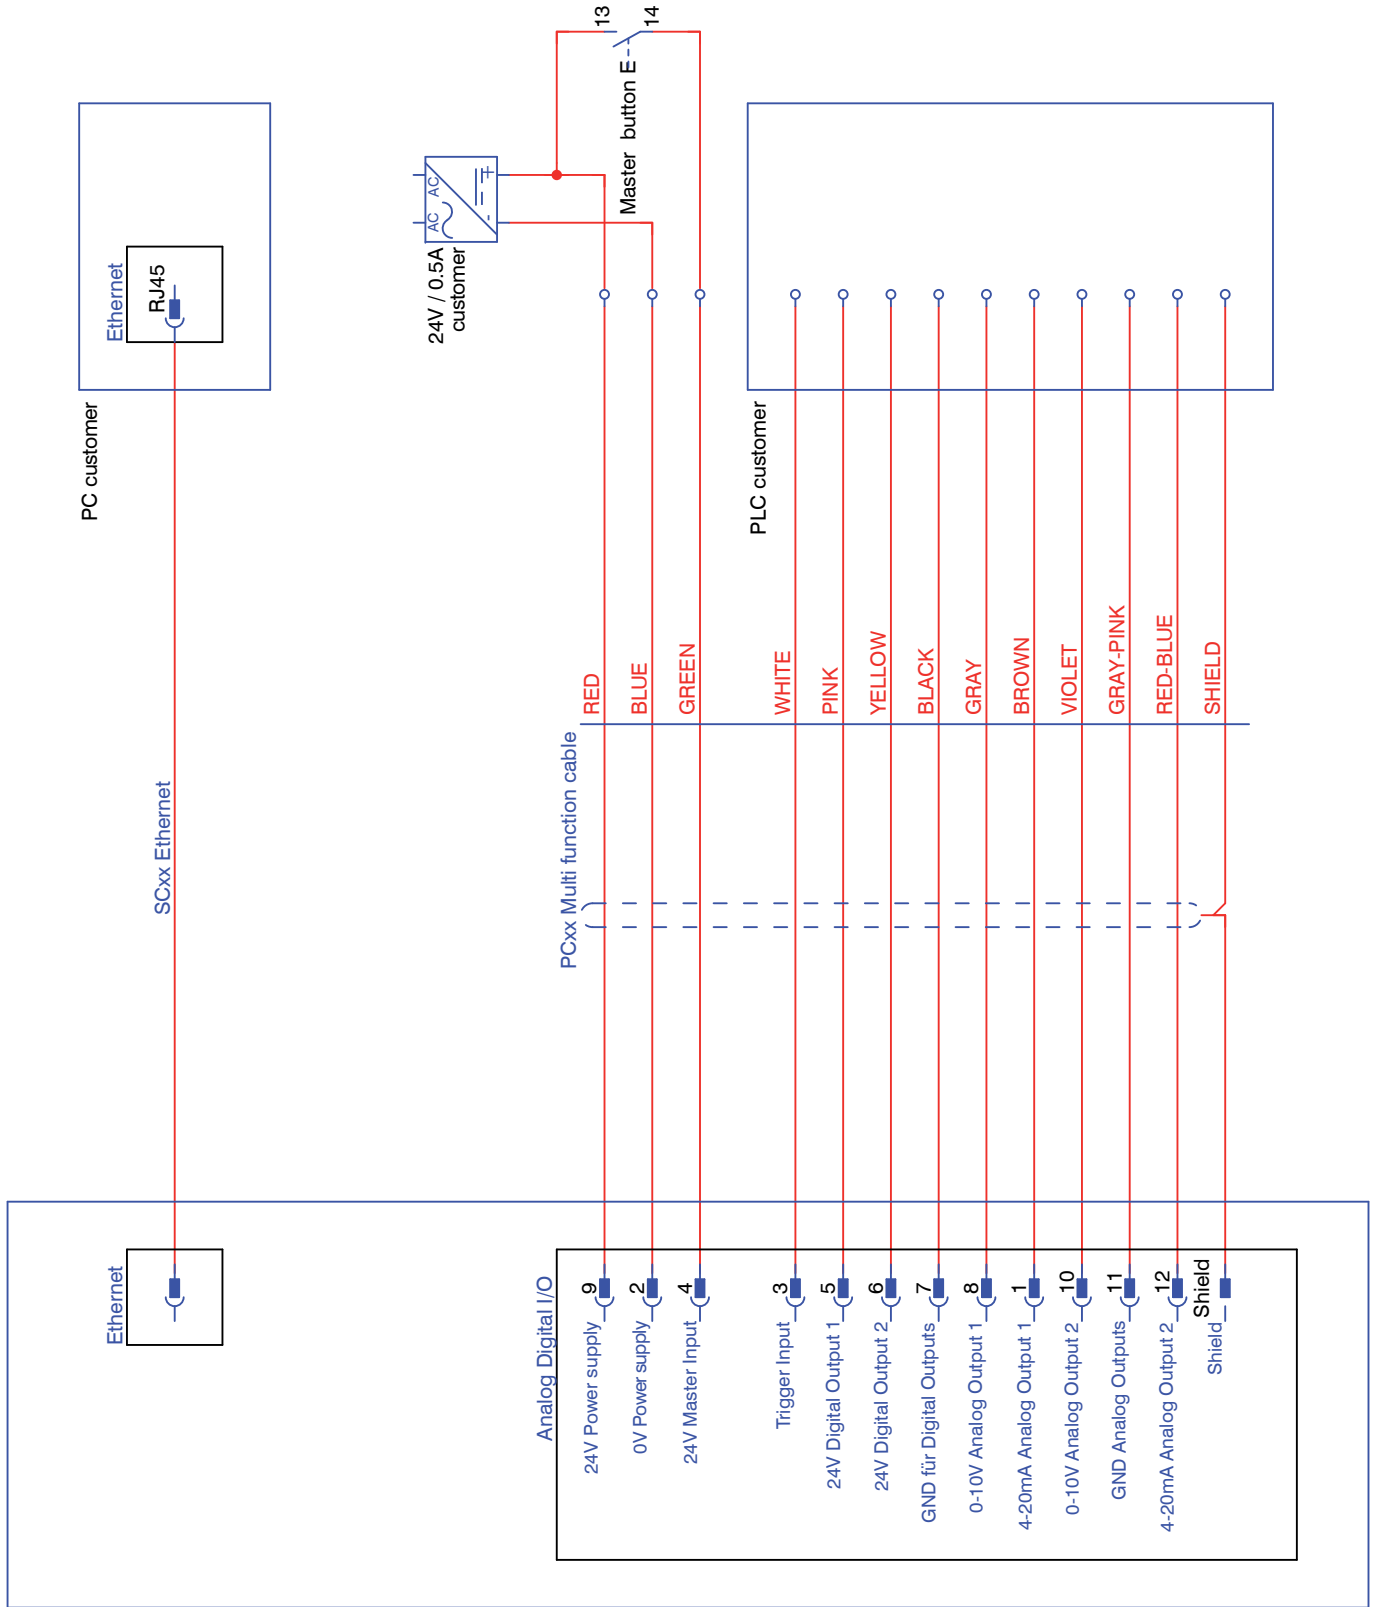 PC customer
Ethernet
RJ45
SCxx Ethernet
Ethernet
24V / 0.5A
customer
AC
AC
+
-
Master button E
13
14
PLC customer
PCxx Multi function cable
RED
BLUE
GREEN
WHITE
PINK
YELLOW
BLACK
GRAY
BROWN
VIOLET
GRAY-PINK
RED-BLUE
SHIELD
Analog Digital I/O
24V Power supply 9
0V Power supply 2
24V Master Input 4
Trigger Input 3
24V Digital Output 1 5
24V Digital Output 2 6
GND für Digital Outputs 7
0-10V Analog Output 1 8
4-20mA Analog Output 1 1
0-10V Analog Output 2 10
GND Analog Outputs 11
4-20mA Analog Output 2 12
Shield Shield